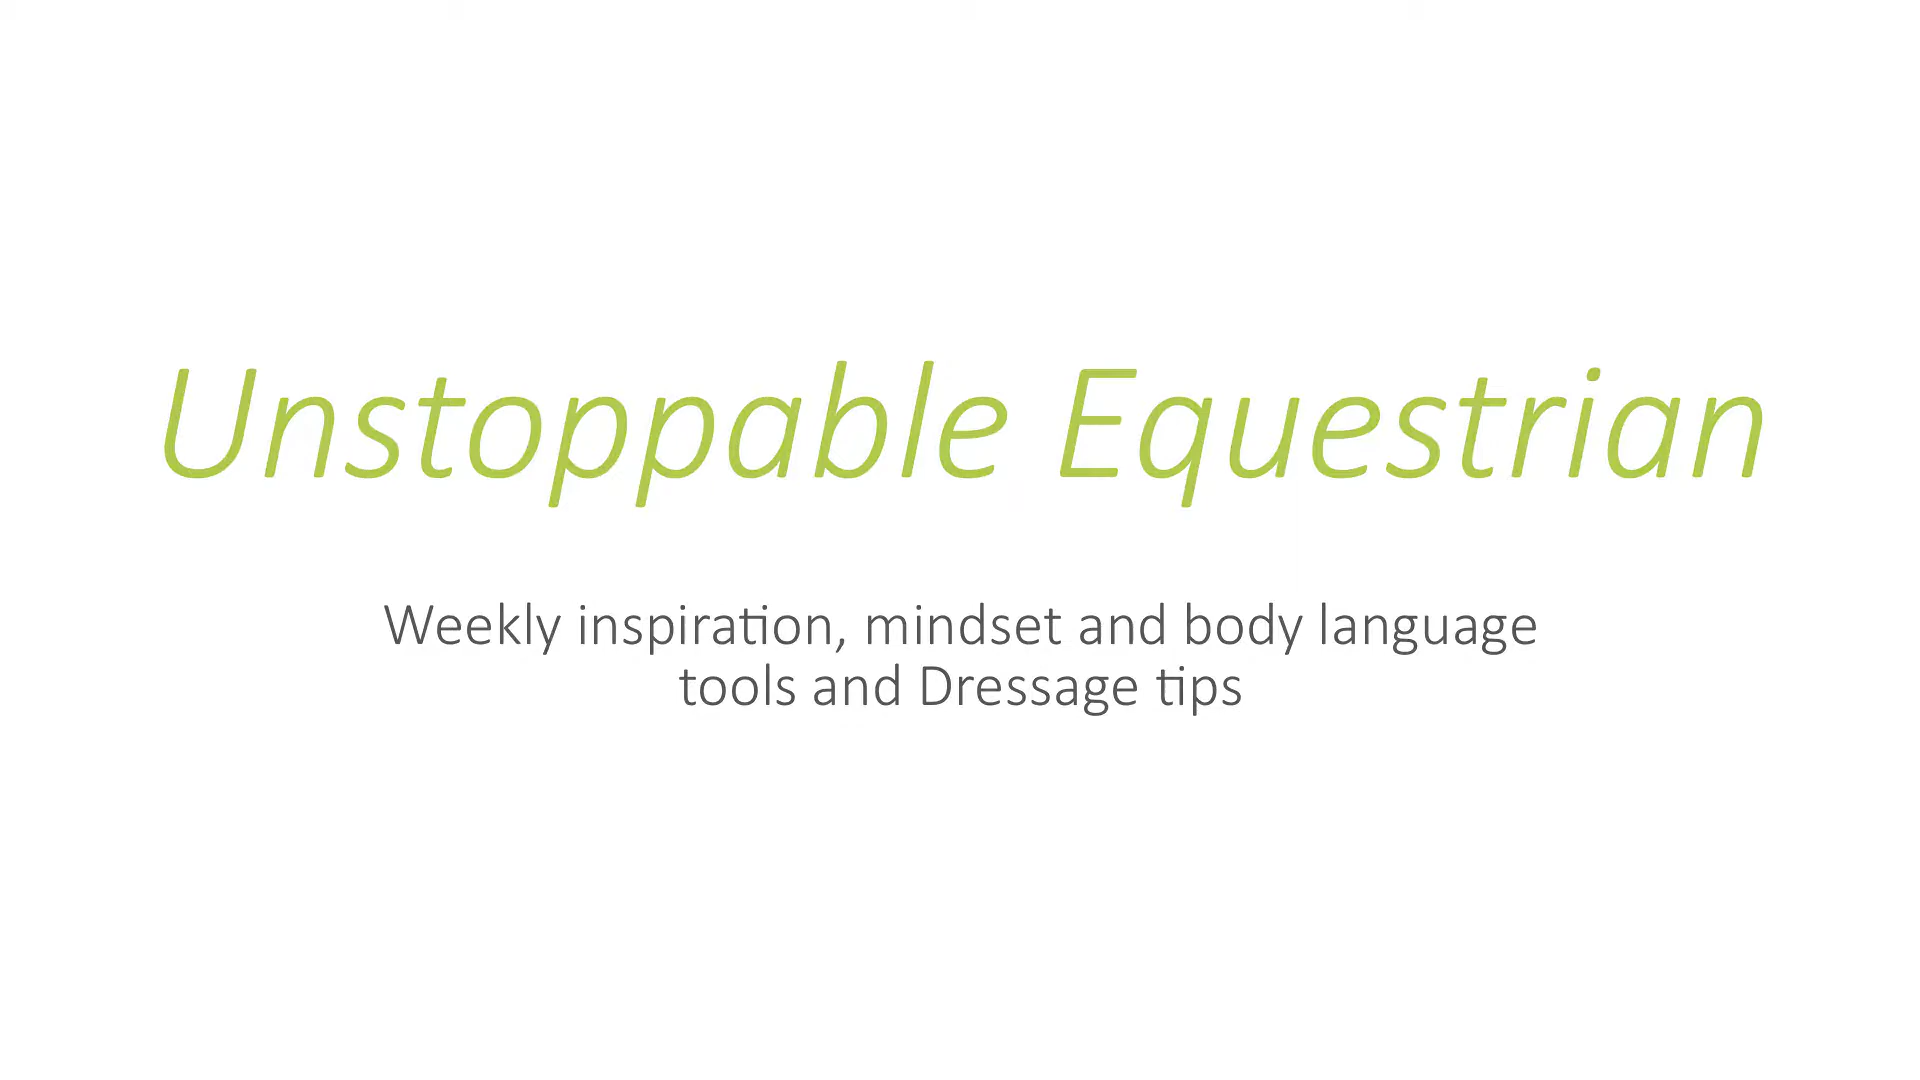 Unstoppable Equestrian
Weekly inspiration, mindset and body language
tools and Dressage tips